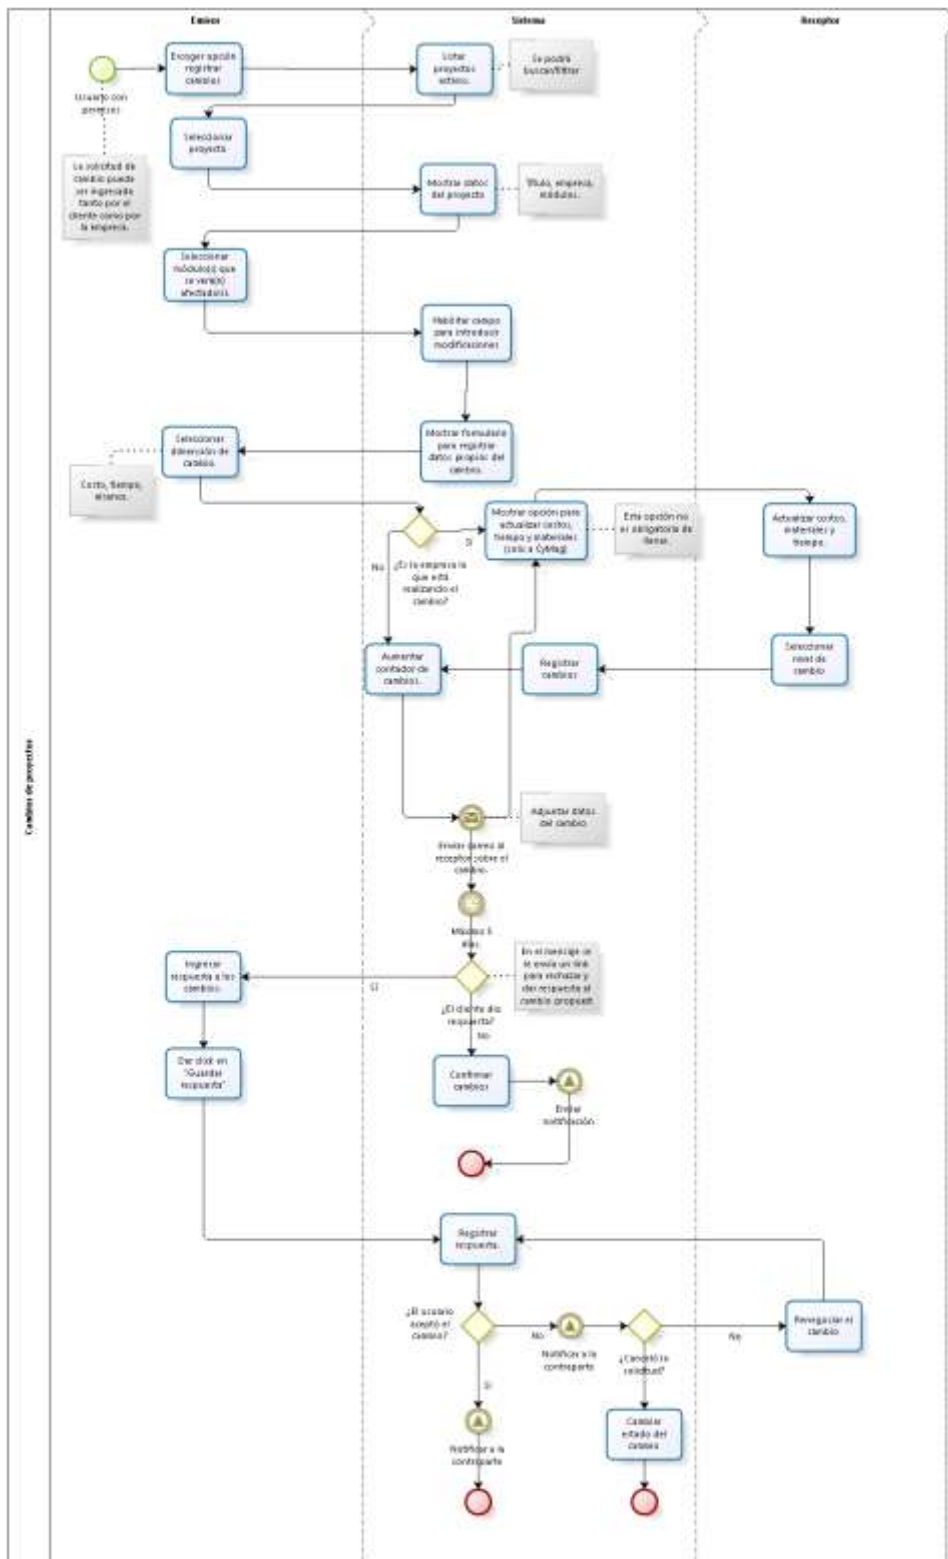 Emisor
Sistema
Receptor
Cambios de proyectos
Escoger opción
registrar
cambios
Listar
proyectos
activos.
Se podrá
buscar/filtrar
Usuario con
permisos
Seleccionar
proyecto.
La solicitud de
cambio puede
ser ingresada
tanto por el
cliente como por
la empresa.
Mostrar datos
del proyecto
Título, empresa,
módulos.
Seleccionar
módulo(s) que
se verá(n)
afectado(s).
Habilitar campo
para introducir
modificaciones
Seleccionar
dimensión de
cambio.
Mostrar formulario
para registrar
datos propios del
cambio.
Costo, tiempo,
alcance.
Mostrar opción para
actualizar costos,
tiempo y materiales
(solo a CyMag)
Esta opción no
es obligatoria de
llenar.
Actualizar costos,
materiales y
tiempo.
Si
No
¿Es la empresa la
que está
realizando el
cambio?
Aumentar
contador de
cambios.
Registrar
cambios
Seleccionar
nivel de
cambio
Adjuntar datos
del cambio
Enviar correo al
receptor sobre el
cambio.
Máximo 5
días
Ingresar
respuesta a los
cambios.
En el mensaje se
le envía un link
para rechazar y
dar respuesta al
cambio propuest
Si
¿El cliente dio
respuesta?
No
Dar click en
"Guardar
respuesta"
Confirmar
cambios
Enviar
notificación
Registrar
respuesta.
¿El usuario
aceptó el
cambio?
No
Notificar a la
contraparte
¿Canceló la
solicitud?
No
Renegociar el
cambio
Si
Notificar a la
contraparte
Cambiar
estado del
cambio